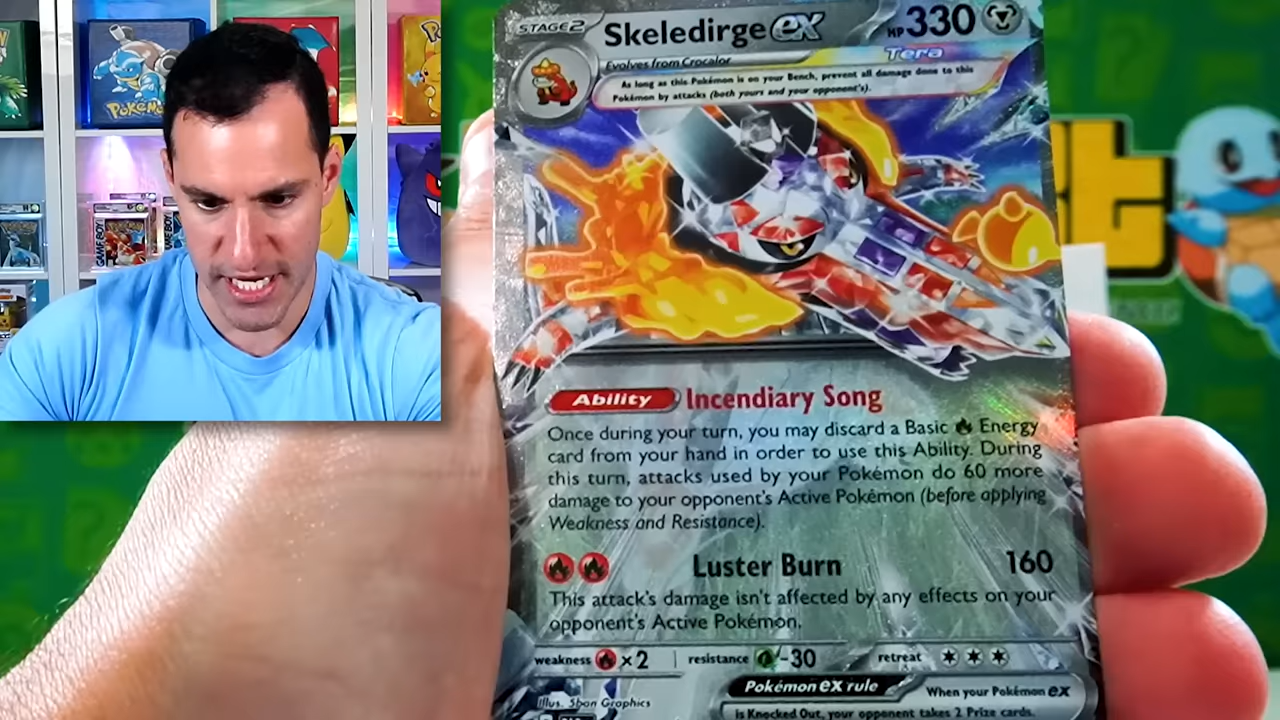 STAGE2 Skeledirge ex HP 330
Evolves from Crocalor Tera
As long as this Pokémon is on your Bench, prevent all damage done to this
Pokémon by attacks (both yours and your opponent's).
Ability Incendiary Song
Once during your turn, you may discard a Basic Energy
card from your hand in order to use this Ability. During
this turn, attacks used by your Pokémon do 60 more
damage to your opponent's Active Pokémon (before applying
Weakness and Resistance).
Luster Burn 160
This attack's damage isn't affected by any effects on your
opponent's Active Pokémon.
weakness ×2 resistance -30 retreat
Illus. 5ban Graphics
Pokémon ex rule When your Pokémon ex
is Knocked Out, your opponent takes 2 Prize cards.
POKéMON
GAME BOY